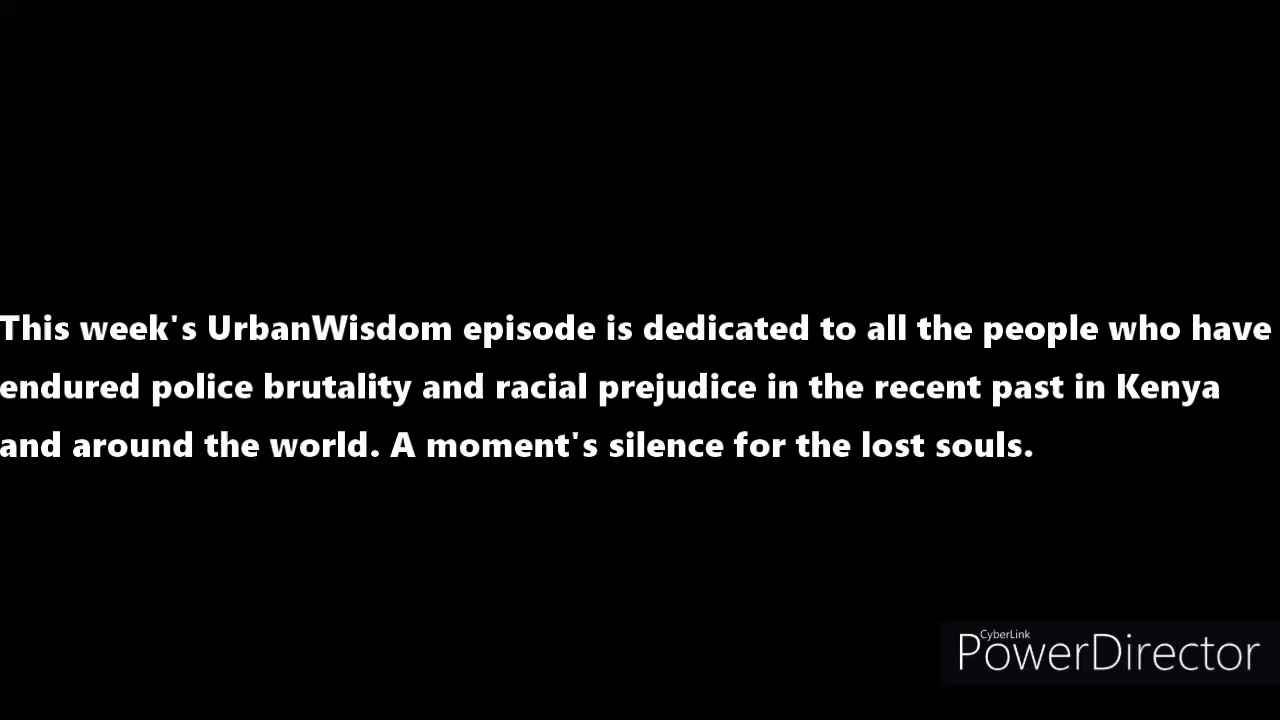 This week's UrbanWisdom episode is dedicated to all the people who have
endured police brutality and racial prejudice in the recent past in Kenya
and around the world. A moment's silence for the lost souls.
CyberLink
PowerDirector